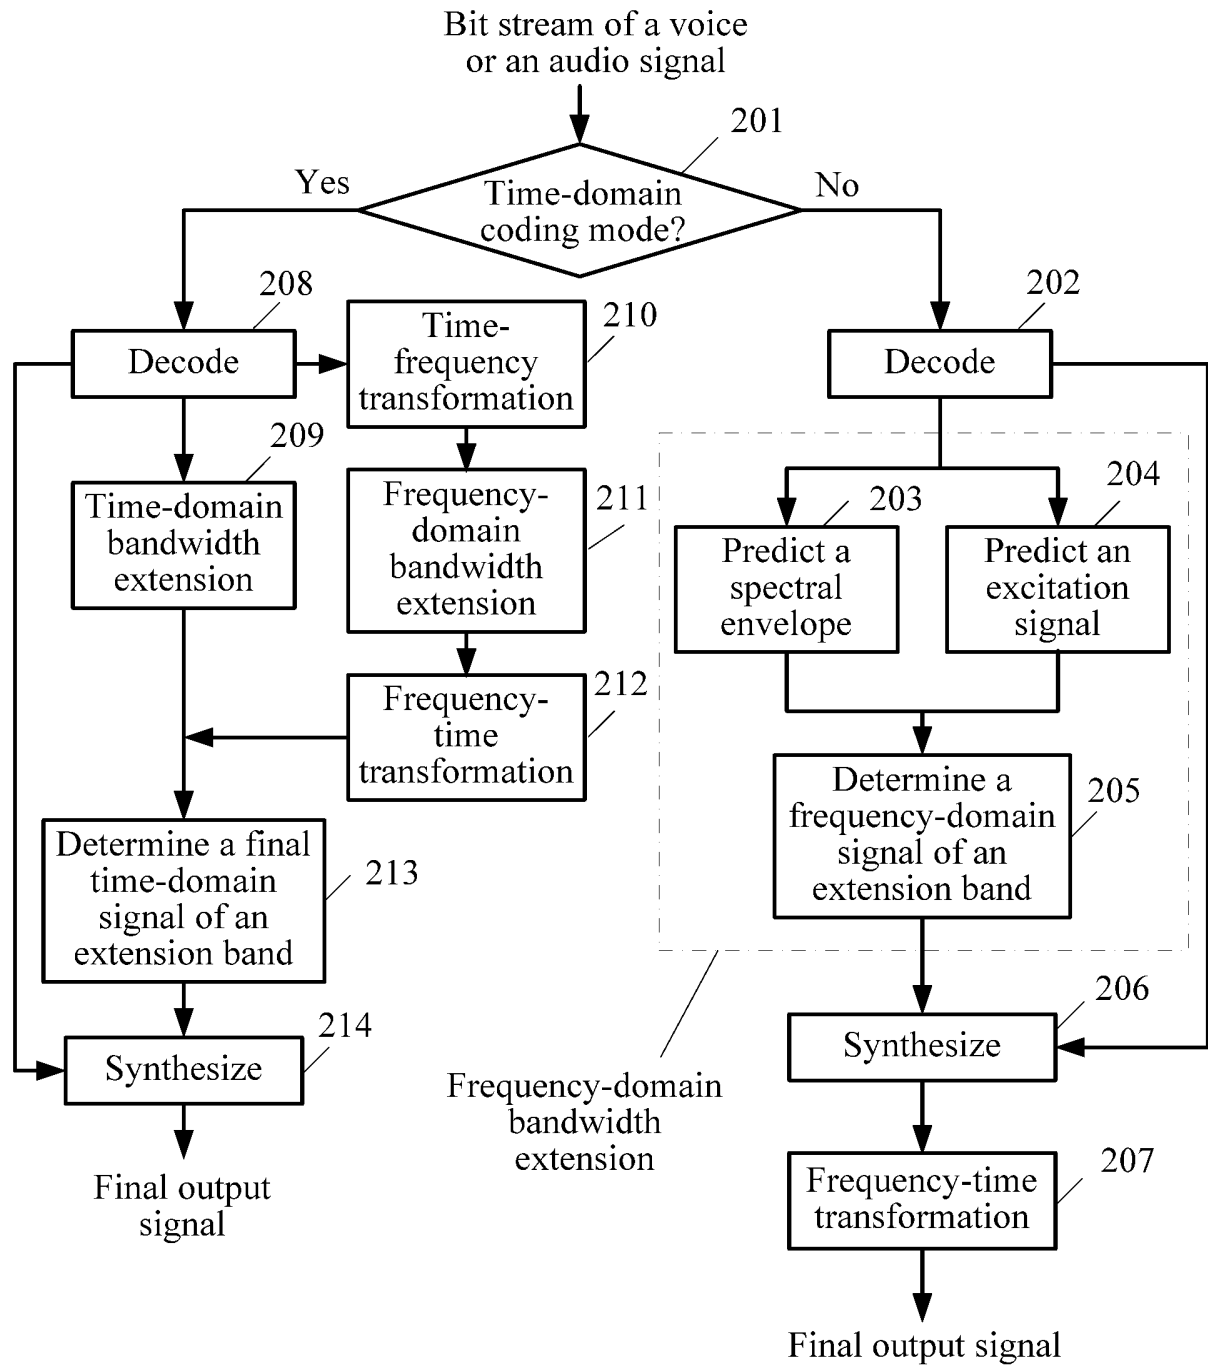 Bit stream of a voice
or an audio signal
201
Yes
Time-domain
coding mode?
No
208
Decode
210
Time-
frequency
transformation
202
Decode
209
Time-domain
bandwidth
extension
211
Frequency-
domain
bandwidth
extension
203
Predict a
spectral
envelope
204
Predict an
excitation
signal
212
Frequency-
time
transformation
205
Determine a
frequency-domain
signal of an
extension band
213
Determine a final
time-domain
signal of an
extension band
206
Synthesize
214
Synthesize
Frequency-domain
bandwidth
extension
207
Frequency-time
transformation
Final output
signal
Final output signal